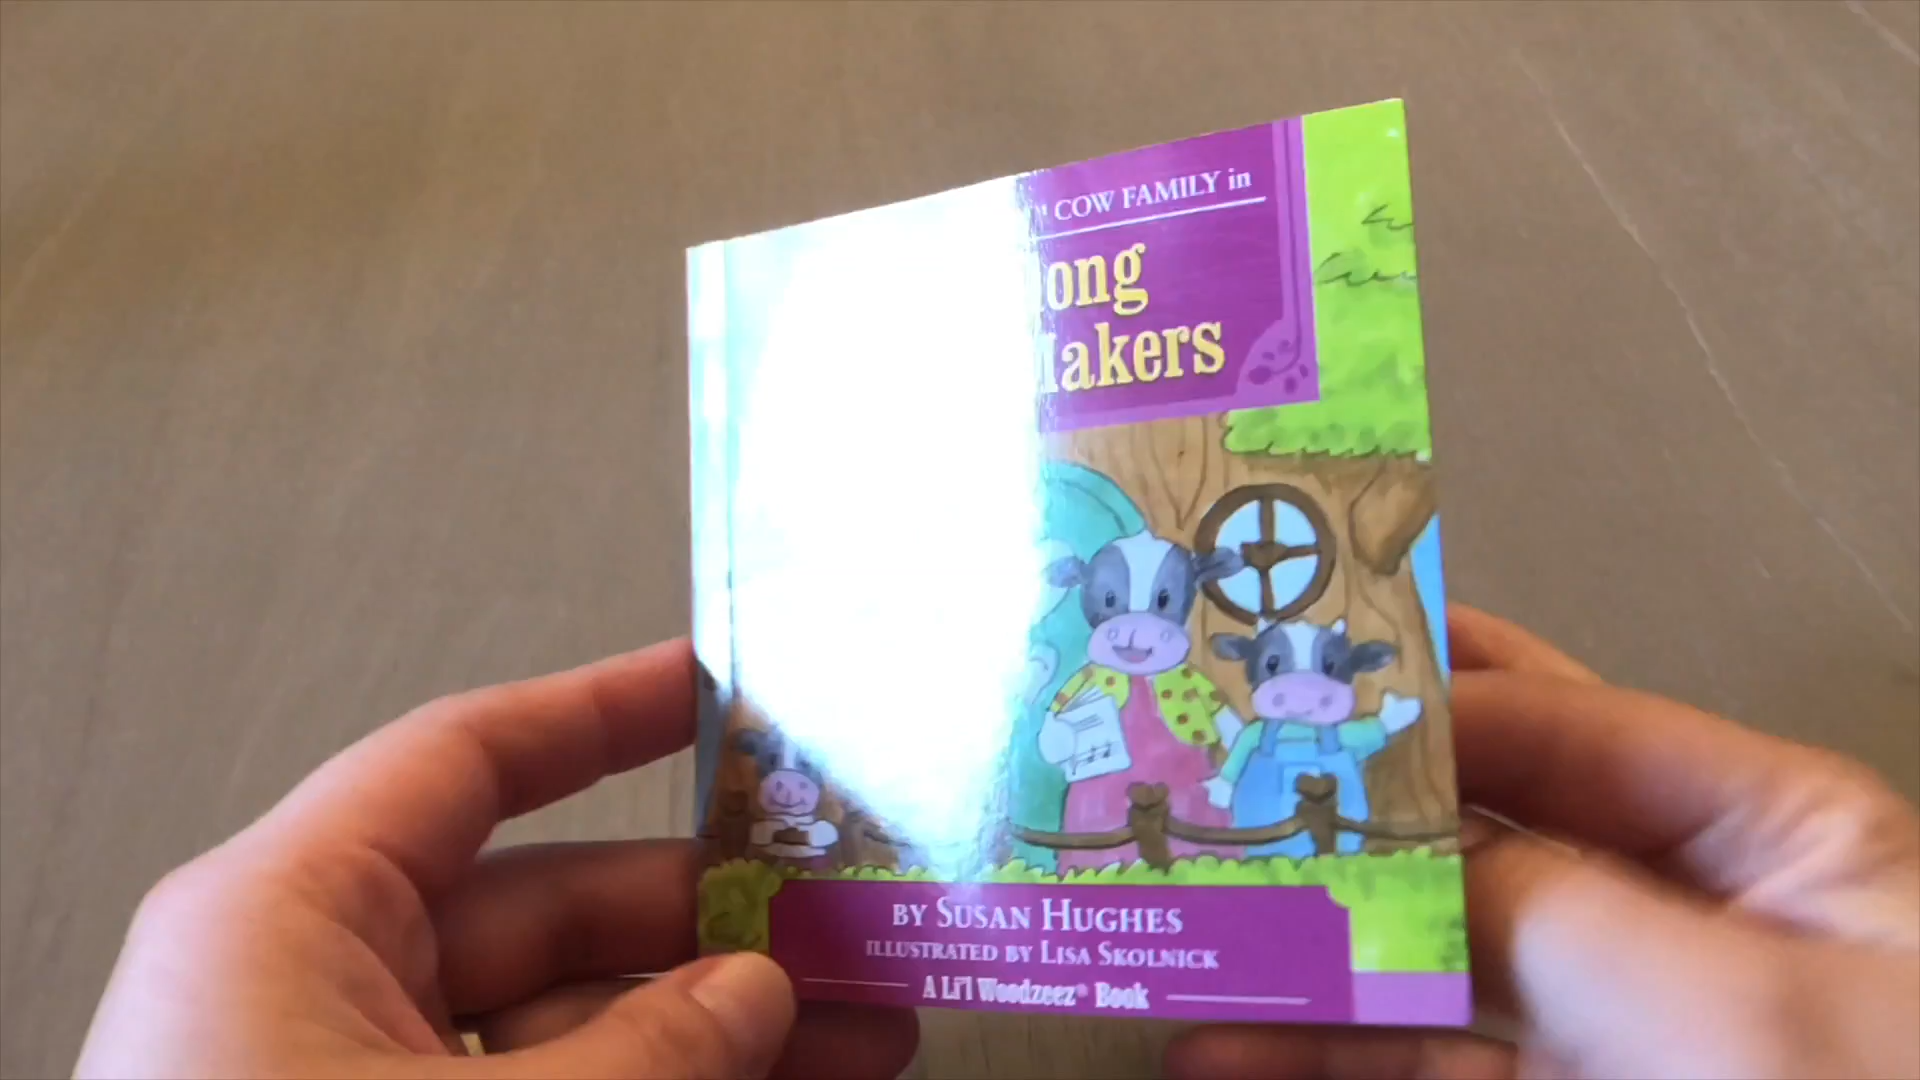 COW FAMILY in
ong
akers
BY SUSAN HUGHES
ILLUSTRATED BY LISA SKOLNICK
A Li'l Woodzeez® Book